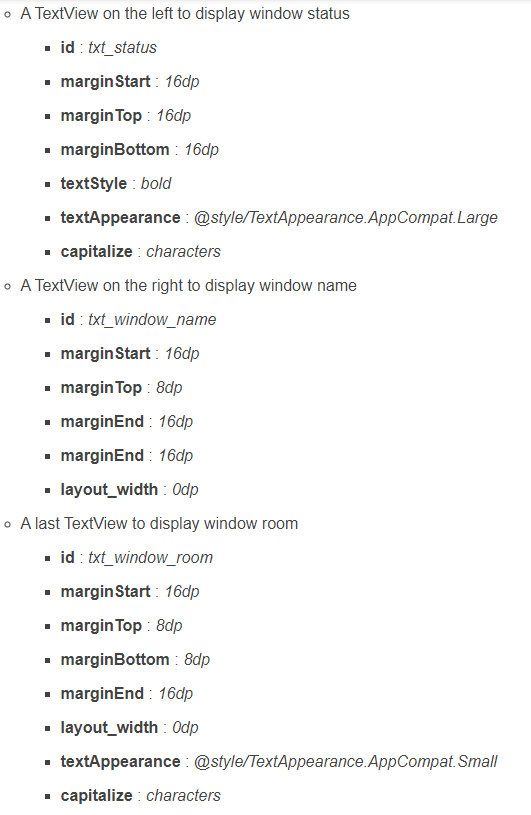 A TextView on the left to display window status
id : txt_status
marginStart : 16dp
marginTop : 16dp
marginBottom : 16dp
textStyle : bold
textAppearance : @style/TextAppearance.AppCompat.Large
capitalize : characters
A TextView on the right to display window name
id : txt_window_name
marginStart : 16dp
marginTop : 8dp
marginEnd : 16dp
marginEnd : 16dp
layout_width : 0dp
A last TextView to display window room
id : txt_window_room
marginStart : 16dp
marginTop : 8dp
marginBottom : 8dp
marginEnd : 16dp
layout_width : 0dp
textAppearance : @style/TextAppearance.AppCompat.Small
capitalize : characters